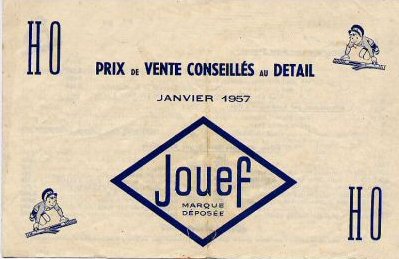 HO
PRIX DE VENTE CONSEILLÉS AU DETAIL
JANVIER 1957
Jouef
MARQUE
DÉPOSÉE
HO